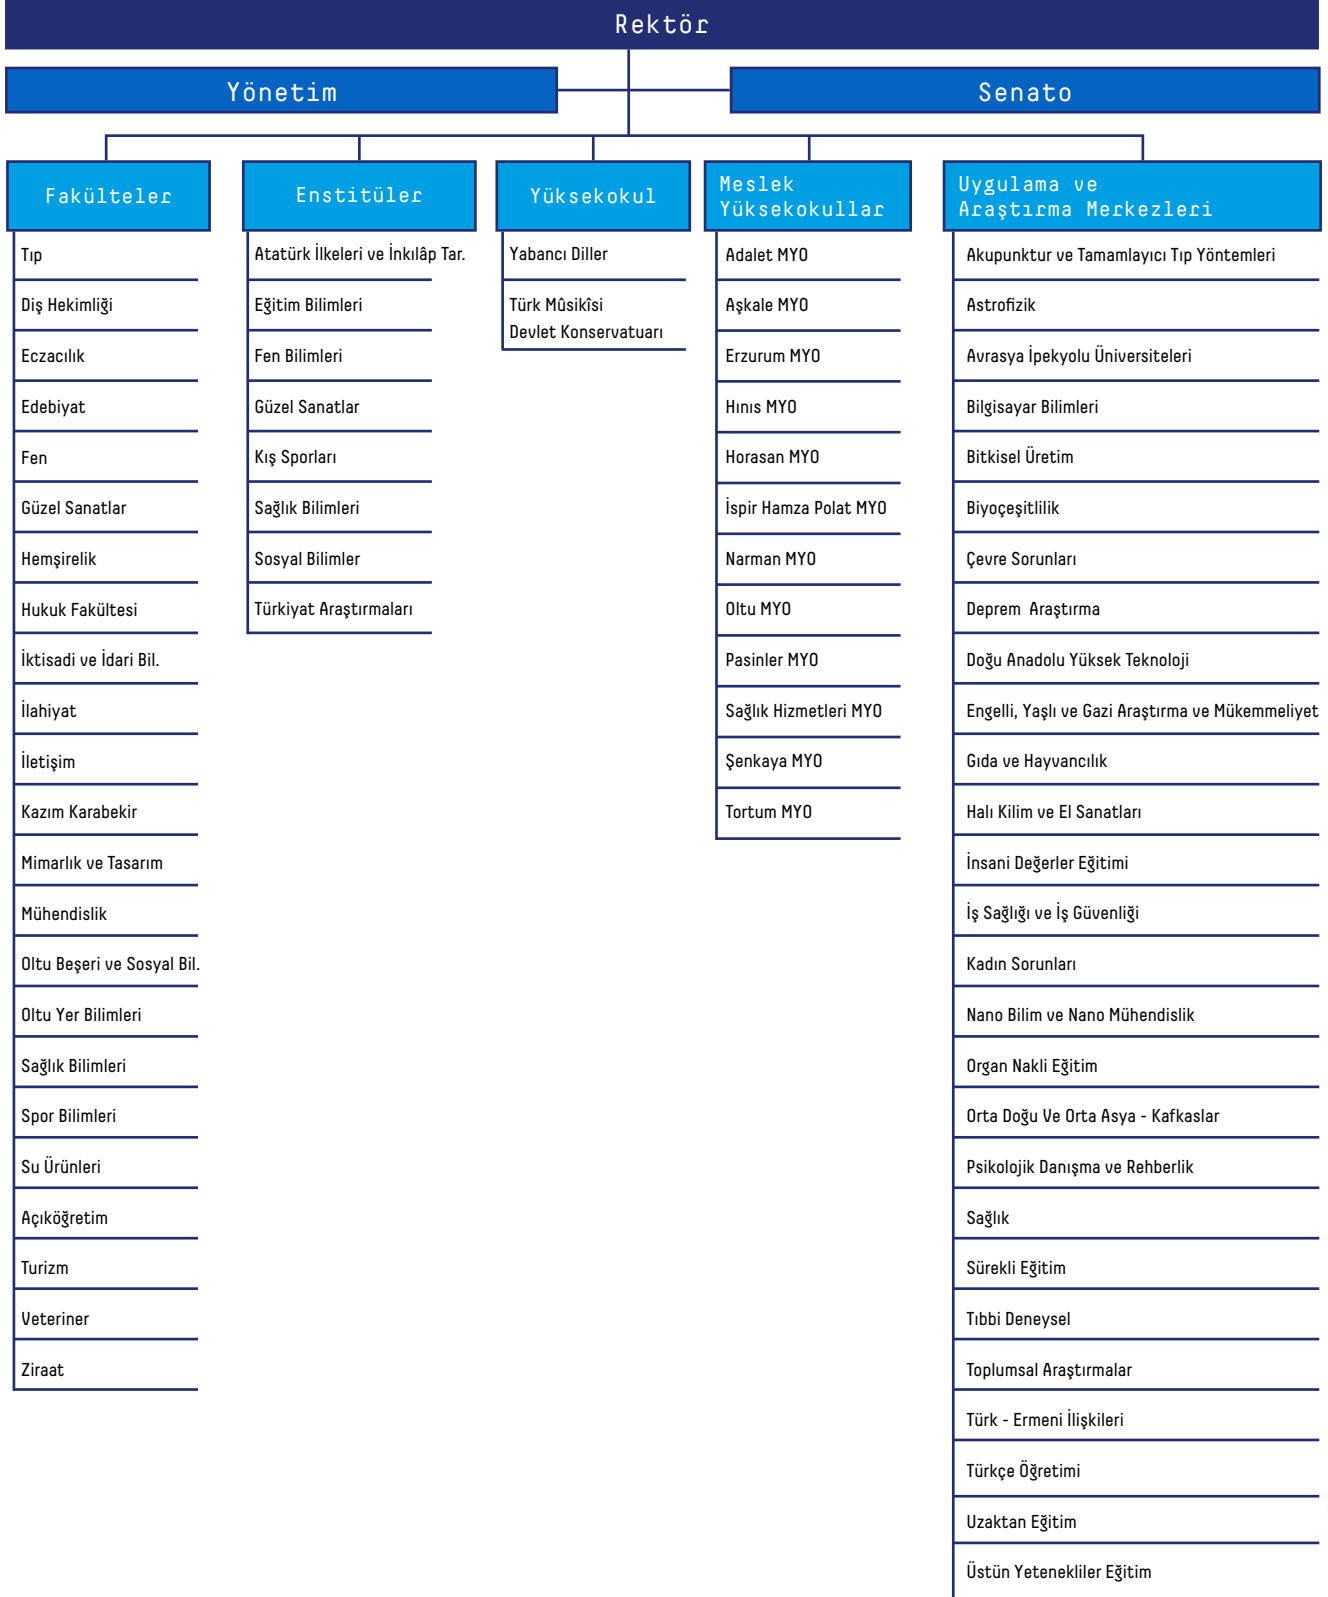 Rektör
Yönetim
Senato
Fakülteler
Tıp
Diş Hekimliği
Eczacılık
Edebiyat
Fen
Güzel Sanatlar
Hemşirelik
Hukuk Fakültesi
İktisadi ve İdari Bil.
İlahiyat
İletişim
Kazım Karabekir
Mimarlık ve Tasarım
Mühendislik
Oltu Beşeri ve Sosyal Bil.
Oltu Yer Bilimleri
Sağlık Bilimleri
Spor Bilimleri
Su Ürünleri
Açıköğretim
Turizm
Veteriner
Ziraat
Enstitüler
Atatürk İlkeleri ve İnkılâp Tar.
Eğitim Bilimleri
Fen Bilimleri
Güzel Sanatlar
Kış Sporları
Sağlık Bilimleri
Sosyal Bilimler
Türkiyat Araştırmaları
Yüksekokul
Yabancı Diller
Türk Mûsikîsi
Devlet Konservatuarı
Meslek
Yüksekokullar
Adalet MYO
Aşkale MYO
Erzurum MYO
Hınıs MYO
Horasan MYO
İspir Hamza Polat MYO
Narman MYO
Oltu MYO
Pasinler MYO
Sağlık Hizmetleri MYO
Şenkaya MYO
Tortum MYO
Uygulama ve
Araştırma Merkezleri
Akupunktur ve Tamamlayıcı Tıp Yöntemleri
Astrofizik
Avrasya İpekyolu Üniversiteleri
Bilgisayar Bilimleri
Bitkisel Üretim
Biyoçeşitlilik
Çevre Sorunları
Deprem Araştırma
Doğu Anadolu Yüksek Teknoloji
Engelli, Yaşlı ve Gazi Araştırma ve Mükemmeliyet
Gıda ve Hayvancılık
Halı Kilim ve El Sanatları
İnsani Değerler Eğitimi
İş Sağlığı ve İş Güvenliği
Kadın Sorunları
Nano Bilim ve Nano Mühendislik
Organ Nakli Eğitim
Orta Doğu Ve Orta Asya - Kafkaslar
Psikolojik Danışma ve Rehberlik
Sağlık
Sürekli Eğitim
Tıbbi Deneysel
Toplumsal Araştırmalar
Türk - Ermeni İlişkileri
Türkçe Öğretimi
Uzaktan Eğitim
Üstün Yetenekliler Eğitim